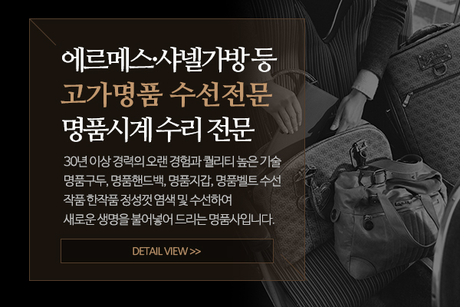 에르메스·샤넬가방 등
고가명품 수선전문
명품시계 수리 전문
30년 이상 경력의 오랜 경험과 퀄리티 높은 기술
명품구두, 명품핸드백, 명품지갑, 명품벨트 수선
작품 한작품 정성껏 염색 및 수선하여
새로운 생명을 불어넣어 드리는 명품사입니다.
DETAIL VIEW >>